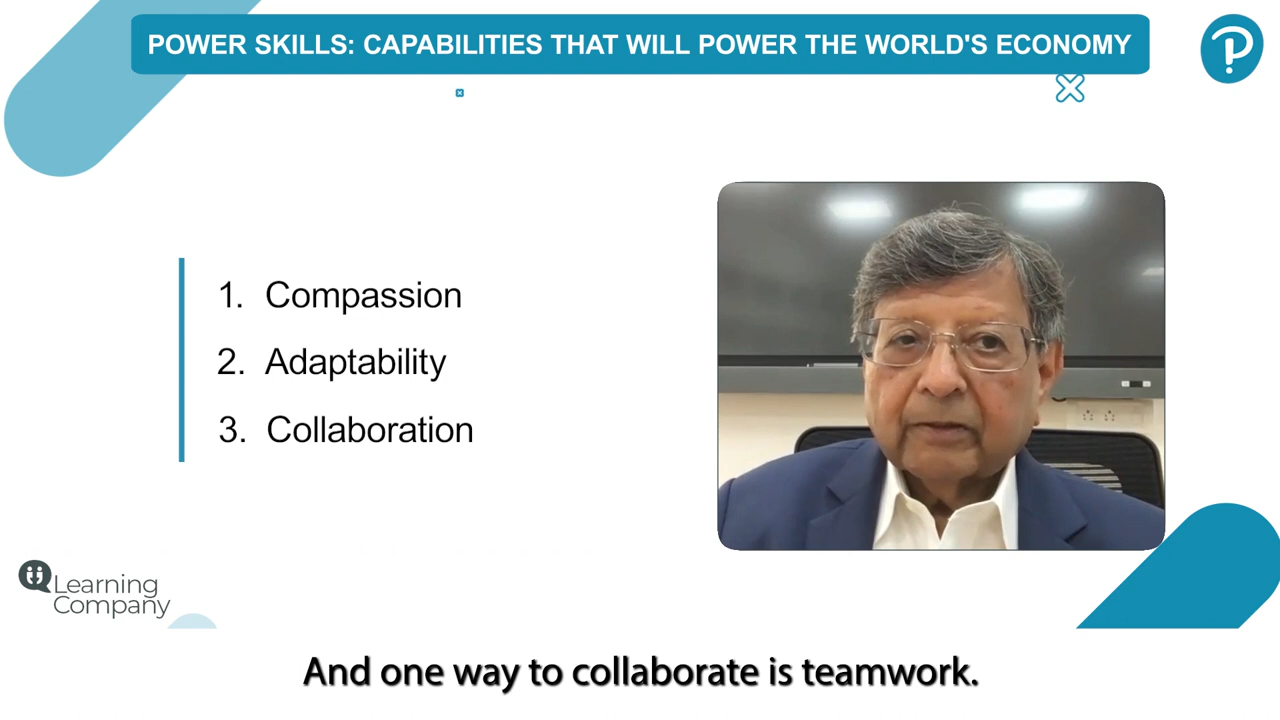 POWER SKILLS: CAPABILITIES THAT WILL POWER THE WORLD'S ECONOMY
1. Compassion
2. Adaptability
3. Collaboration
Learning
Company
And one way to collaborate is teamwork.